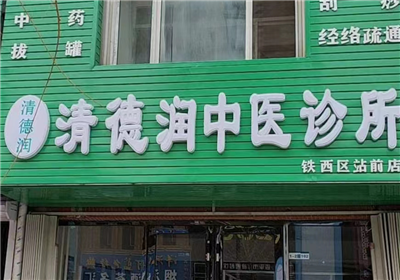 中 药
拔 罐
刮 痧
经络疏通
清德润
清德润中医诊所
铁西区站前店